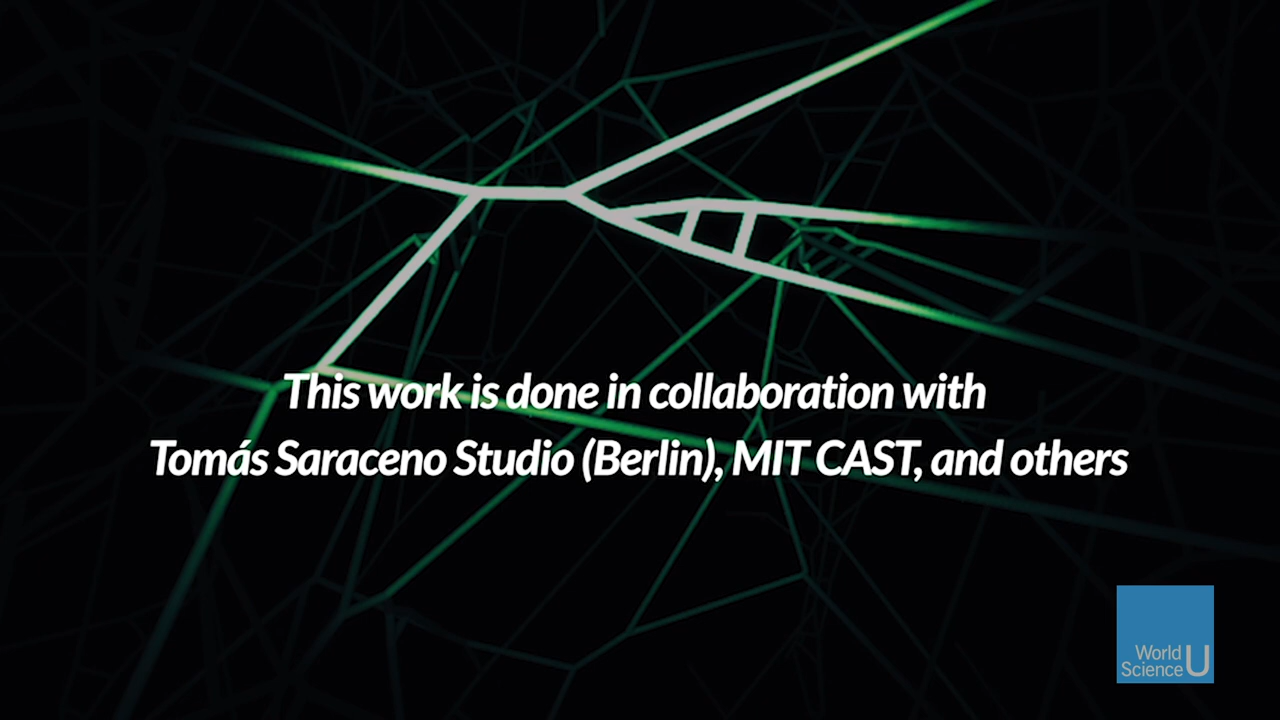 This work is done in collaboration with
Tomás Saraceno Studio (Berlin), MIT CAST, and others
World
Science U